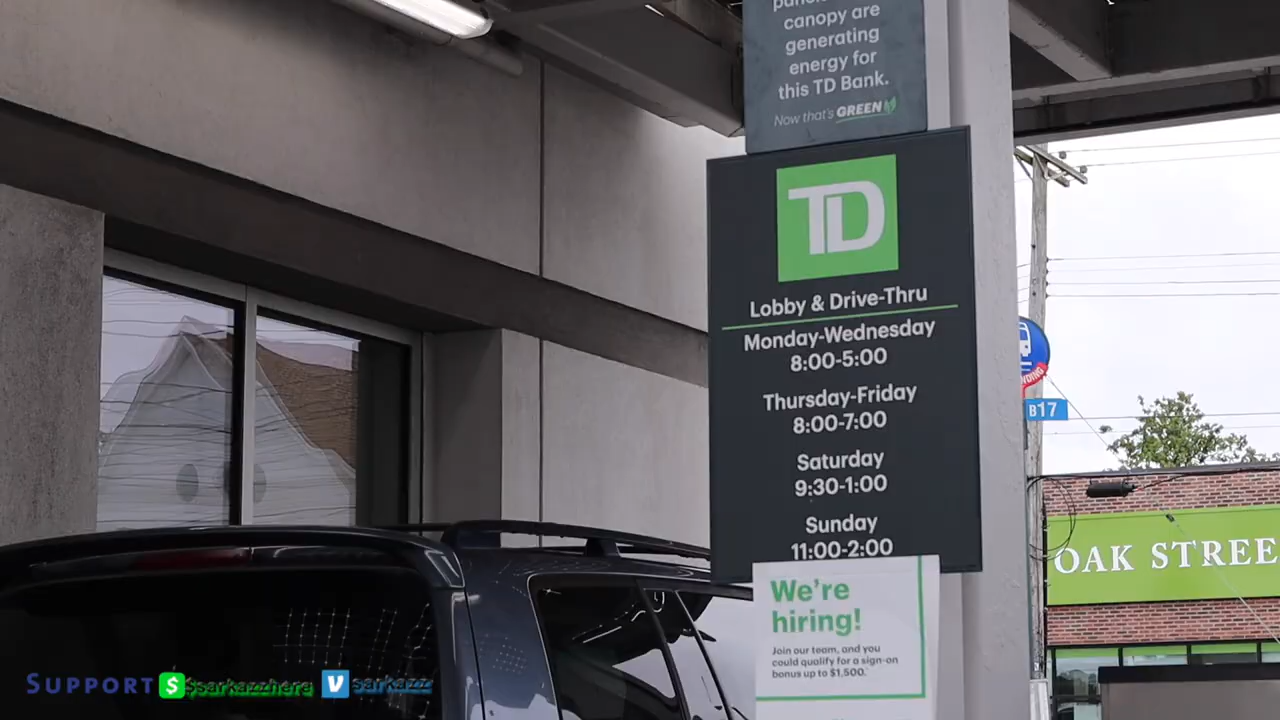 canopy are
generating
energy for
this TD Bank.
Now that's GREEN
TD
Lobby & Drive-Thru
Monday-Wednesday
8:00-5:00
Thursday-Friday
8:00-7:00
Saturday
9:30-1:00
Sunday
11:00-2:00
We're
hiring!
Join our team, and you
could qualify for a sign-on
bonus up to $1,500.
B17
OAK STREE
SUPPORT $sarkazzhere sarkazz